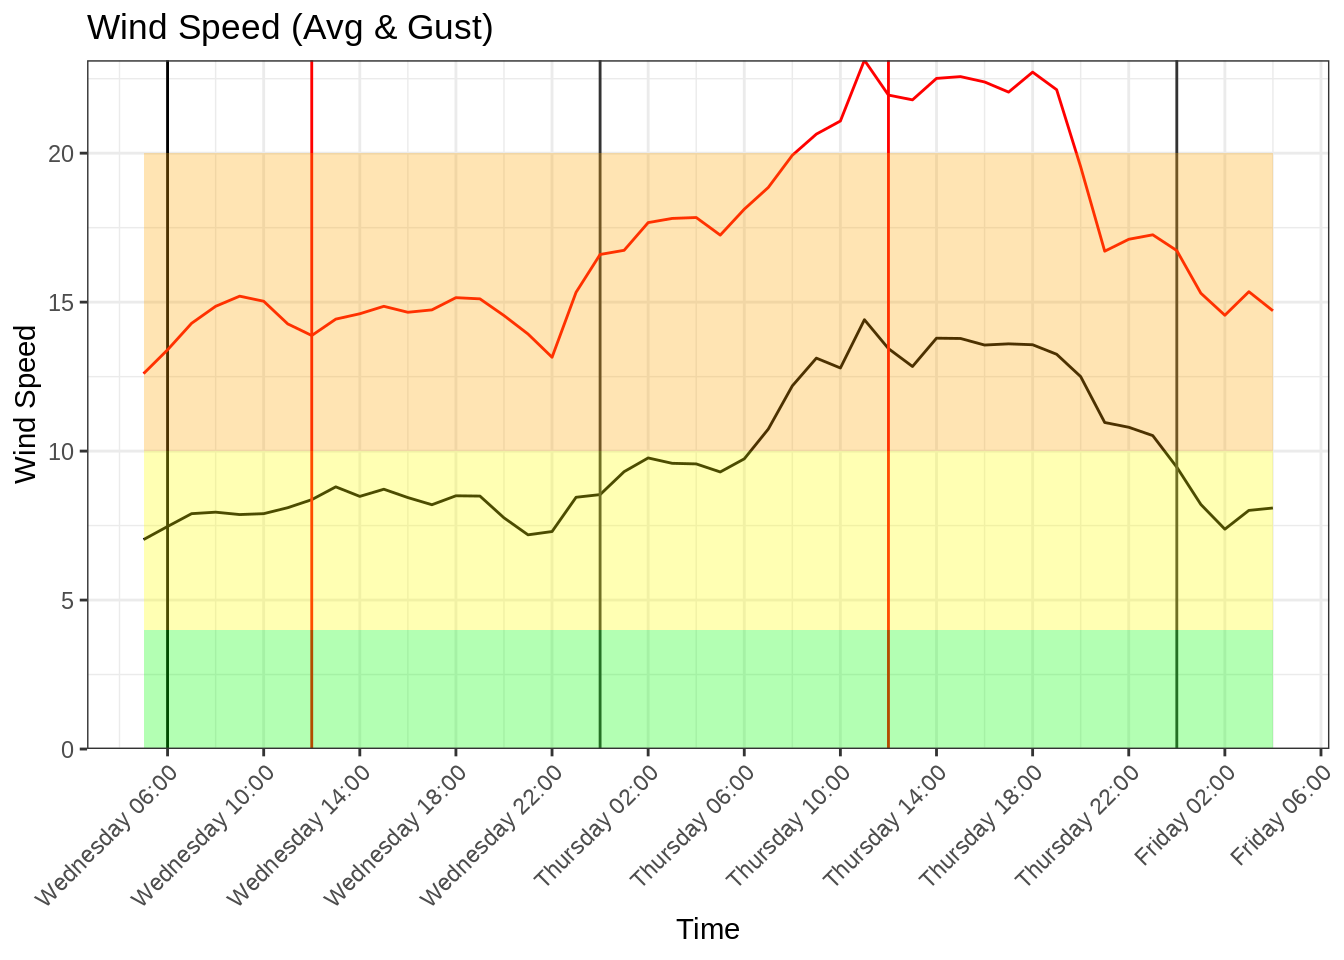 Wind Speed (Avg & Gust)
Wind Speed
20
15
10
5
0
Wednesday 06:00
Wednesday 10:00
Wednesday 14:00
Wednesday 18:00
Wednesday 22:00
Thursday 02:00
Thursday 06:00
Thursday 10:00
Thursday 14:00
Thursday 18:00
Thursday 22:00
Friday 02:00
Friday 06:00
Time